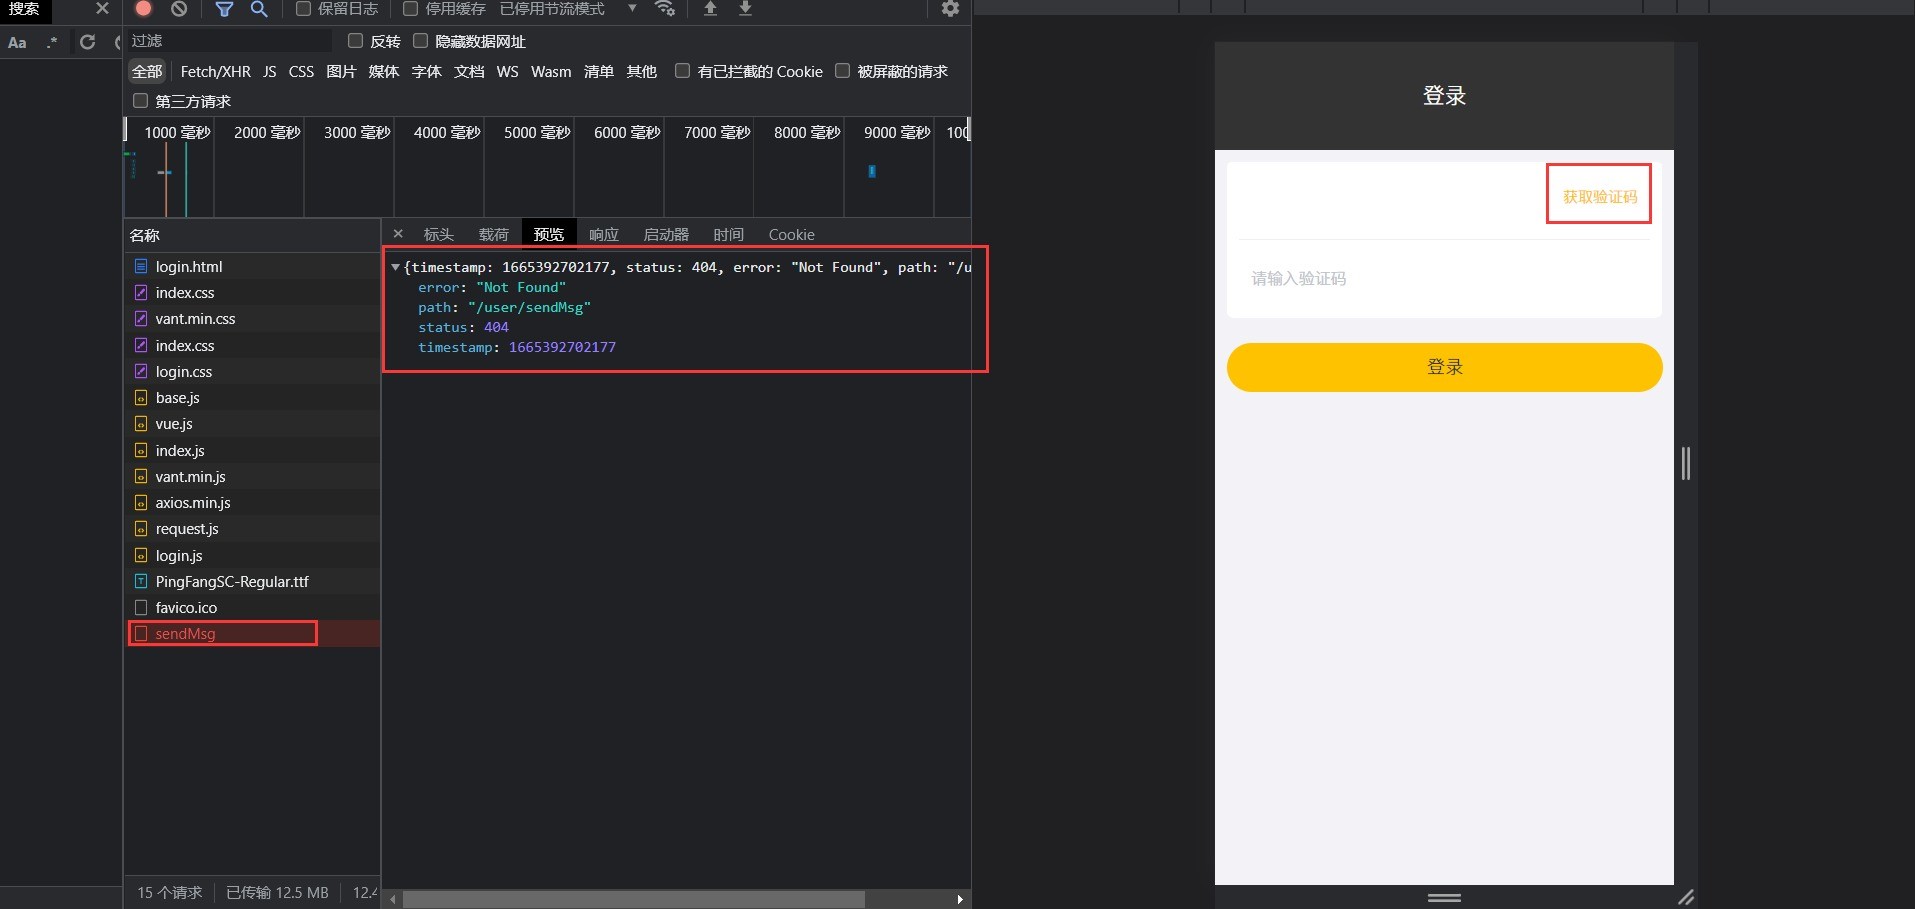 搜索
保留日志 停用缓存 已停用节流模式
Aa .*
过滤 反转 隐藏数据网址
全部 Fetch/XHR JS CSS 图片 媒体 字体 文档 WS Wasm 清单 其他 有已拦截的 Cookie 被屏蔽的请求
第三方请求
1000 毫秒 2000 毫秒 3000 毫秒 4000 毫秒 5000 毫秒 6000 毫秒 7000 毫秒 8000 毫秒 9000 毫秒 100
名称
login.html
index.css
vant.min.css
index.css
login.css
base.js
vue.js
index.js
vant.min.js
axios.min.js
request.js
login.js
PingFangSC-Regular.ttf
favico.ico
sendMsg
15 个请求 已传输 12.5 MB 12.4
标头 载荷 预览 响应 启动器 时间 Cookie
{timestamp: 1665392702177, status: 404, error: "Not Found", path: "/u
error: "Not Found"
path: "/user/sendMsg"
status: 404
timestamp: 1665392702177
登录
获取验证码
请输入验证码
登录